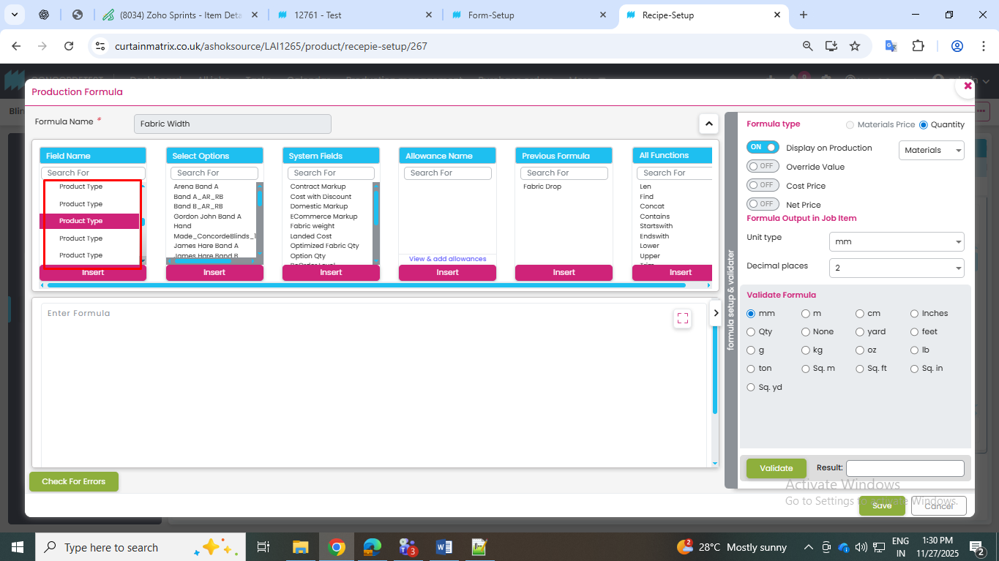 (8034) Zoho Sprints - Item Deta
12761 - Test
Form-Setup
Recipe-Setup
curtainmatrix.co.uk/ashoksource/LAI1265/product/recepie-setup/267
Production Formula
Formula Name *
Fabric Width
Field Name
Select Options
System Fields
Allowance Name
Previous Formula
All Functions
Search For
Search For
Search For
Search For
Search For
Search For
Product Type
Product Type
Product Type
Product Type
Product Type
Arena Band A
Band A_AR_RB
Band B_AR_RB
Gordon John Band A
Hand
Made_ConcordeBlinds_1
James Hare Band A
James Hare Band B
Contract Markup
Cost with Discount
Domestic Markup
ECommerce Markup
Fabric weight
Landed Cost
Optimized Fabric Qty
Option Qty
ReOrder Level
View & add allowances
Fabric Drop
Len
Find
Concat
Contains
Startswith
Endswith
Lower
Upper
Trim
Insert
Insert
Insert
Insert
Insert
Insert
Enter Formula
Check For Errors
formula setup & validater
Formula type
Materials Price
Quantity
ON
Display on Production
Materials
OFF
Override Value
OFF
Cost Price
OFF
Net Price
Formula Output in Job Item
Unit type
mm
Decimal places
2
Validate Formula
mm
m
cm
Inches
Qty
None
yard
feet
g
kg
oz
lb
ton
Sq. m
Sq. ft
Sq. in
Sq. yd
Validate
Result:
Activate Windows
Go to Settings to activate Windows.
Save
Cancel
Type here to search
3
2
28°C Mostly sunny
ENG
IN
1:30 PM
11/27/2025
2